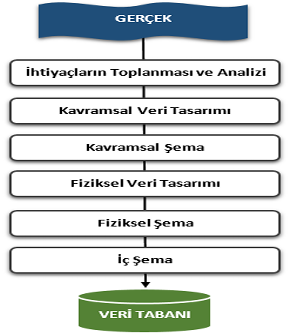 GERÇEK
İhtiyaçların Toplanması ve Analizi
Kavramsal Veri Tasarımı
Kavramsal Şema
Fiziksel Veri Tasarımı
Fiziksel Şema
İç Şema
VERİ TABANI